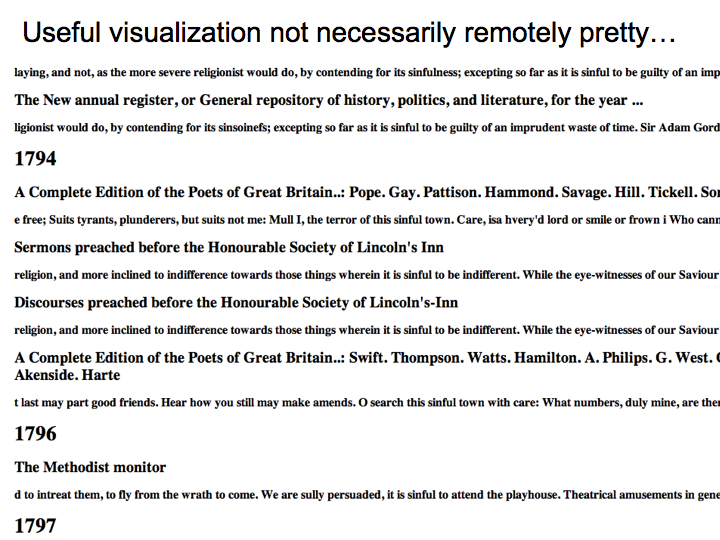 Useful visualization not necessarily remotely pretty…
laying, and not, as the more severe religionist would do, by contending for its sinfulness; excepting so far as it is sinful to be guilty of an imp
The New annual register, or General repository of history, politics, and literature, for the year ...
ligionist would do, by contending for its sinsoinefs; excepting so far as it is sinful to be guilty of an imprudent waste of time. Sir Adam Gord
1794
A Complete Edition of the Poets of Great Britain..: Pope. Gay. Pattison. Hammond. Savage. Hill. Tickell. So
e free; Suits tyrants, plunderers, but suits not me: Mull I, the terror of this sinful town. Care, isa hvery'd lord or smile or frown i Who cann
Sermons preached before the Honourable Society of Lincoln's Inn
religion, and more inclined to indifference towards those things wherein it is sinful to be indifferent. While the eye-witnesses of our Saviour
Discourses preached before the Honourable Society of Lincoln's-Inn
religion, and more inclined to indifference towards those things wherein it is sinful to be indifferent. While the eye-witnesses of our Saviour
A Complete Edition of the Poets of Great Britain..: Swift. Thompson. Watts. Hamilton. A. Philips. G. West.
Akenside. Harte
t last may part good friends. Hear how you still may make amends. O search this sinful town with care: What numbers, duly mine, are the
1796
The Methodist monitor
d to intreat them, to fly from the wrath to come. We are sully persuaded, it is sinful to attend the playhouse. Theatrical amusements in gene
1797